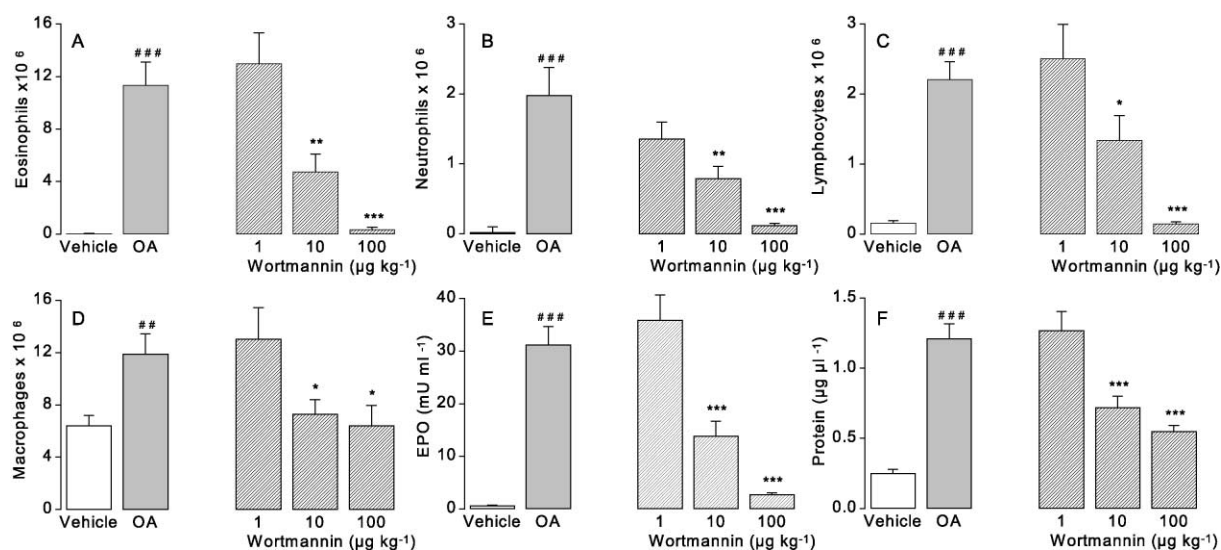 A
Eosinophils x10 6
16
12
8
4
0
###
**
***
Vehicle OA
1 10 100
Wortmannin (µg kg-1)
B
Neutrophils x 10 6
3
2
1
0
###
**
***
Vehicle OA
1 10 100
Wortmannin (µg kg-1)
C
Lymphocytes x 10 6
3
2
1
0
###
*
***
Vehicle OA
1 10 100
Wortmannin (µg kg-1)
D
Macrophages x 10 6
16
12
8
4
0
##
*
*
Vehicle OA
1 10 100
Wortmannin (µg kg-1)
E
EPO (mU ml -1)
40
30
20
10
0
###
***
***
Vehicle OA
1 10 100
Wortmannin (µg kg-1)
F
Protein (µg µl -1)
1.5
1.0
0.5
0.0
###
***
***
Vehicle OA
1 10 100
Wortmannin (µg kg-1)